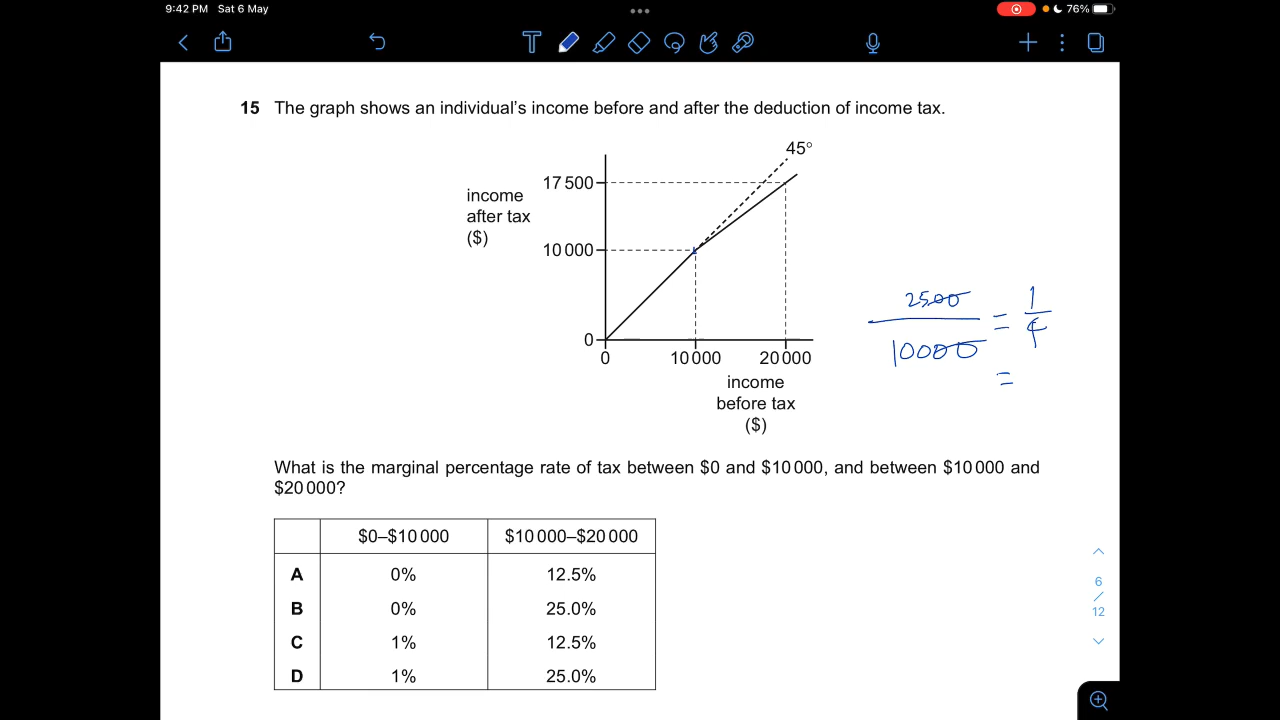 9:42 PM Sat 6 May
76%
15 The graph shows an individual's income before and after the deduction of income tax.
45°
17 500
income
after tax
($)
10 000
0
0 10 000 20 000
income
before tax
($)
2500
10000
= 1
4
=
What is the marginal percentage rate of tax between $0 and $10 000, and between $10 000 and
$20 000?
$0–$10 000 $10 000–$20 000
A 0% 12.5%
B 0% 25.0%
C 1% 12.5%
D 1% 25.0%
6
/
12